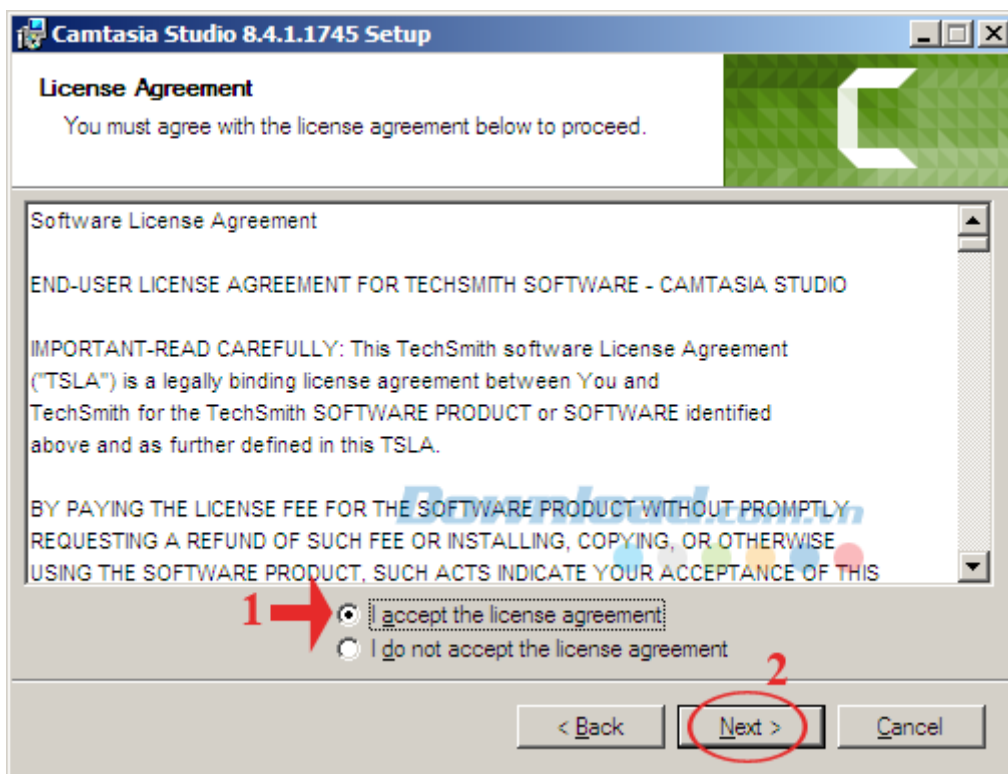 Camtasia Studio 8.4.1.1745 Setup
License Agreement
You must agree with the license agreement below to proceed.
Software License Agreement
END-USER LICENSE AGREEMENT FOR TECHSMITH SOFTWARE - CAMTASIA STUDIO
IMPORTANT-READ CAREFULLY: This TechSmith software License Agreement
("TSLA") is a legally binding license agreement between You and
TechSmith for the TechSmith SOFTWARE PRODUCT or SOFTWARE identified
above and as further defined in this TSLA.
BY PAYING THE LICENSE FEE FOR THE SOFTWARE PRODUCT WITHOUT PROMPTLY
REQUESTING A REFUND OF SUCH FEE OR INSTALLING, COPYING, OR OTHERWISE
USING THE SOFTWARE PRODUCT, SUCH ACTS INDICATE YOUR ACCEPTANCE OF THIS
Download.com.vn
1
I accept the license agreement
I do not accept the license agreement
2
< Back
Next >
Cancel